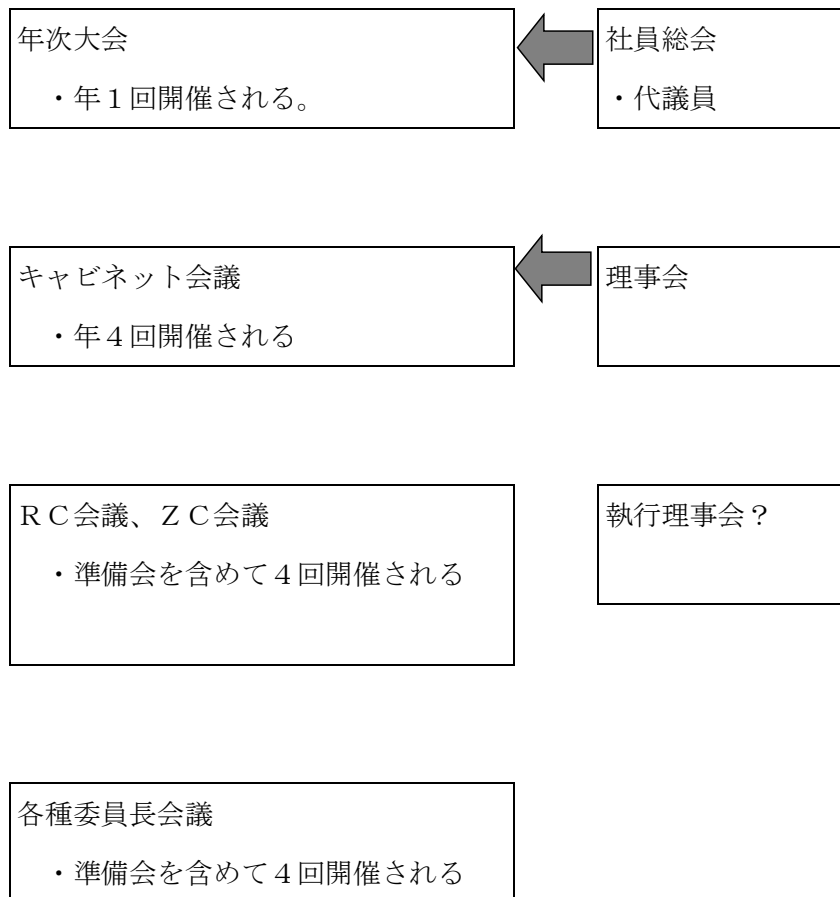 年次大会
・年１回開催される。
社員総会
・代議員
キャビネット会議
・年４回開催される
理事会
ＲＣ会議、ＺＣ会議
・準備会を含めて４回開催される
執行理事会？
各種委員長会議
・準備会を含めて４回開催される